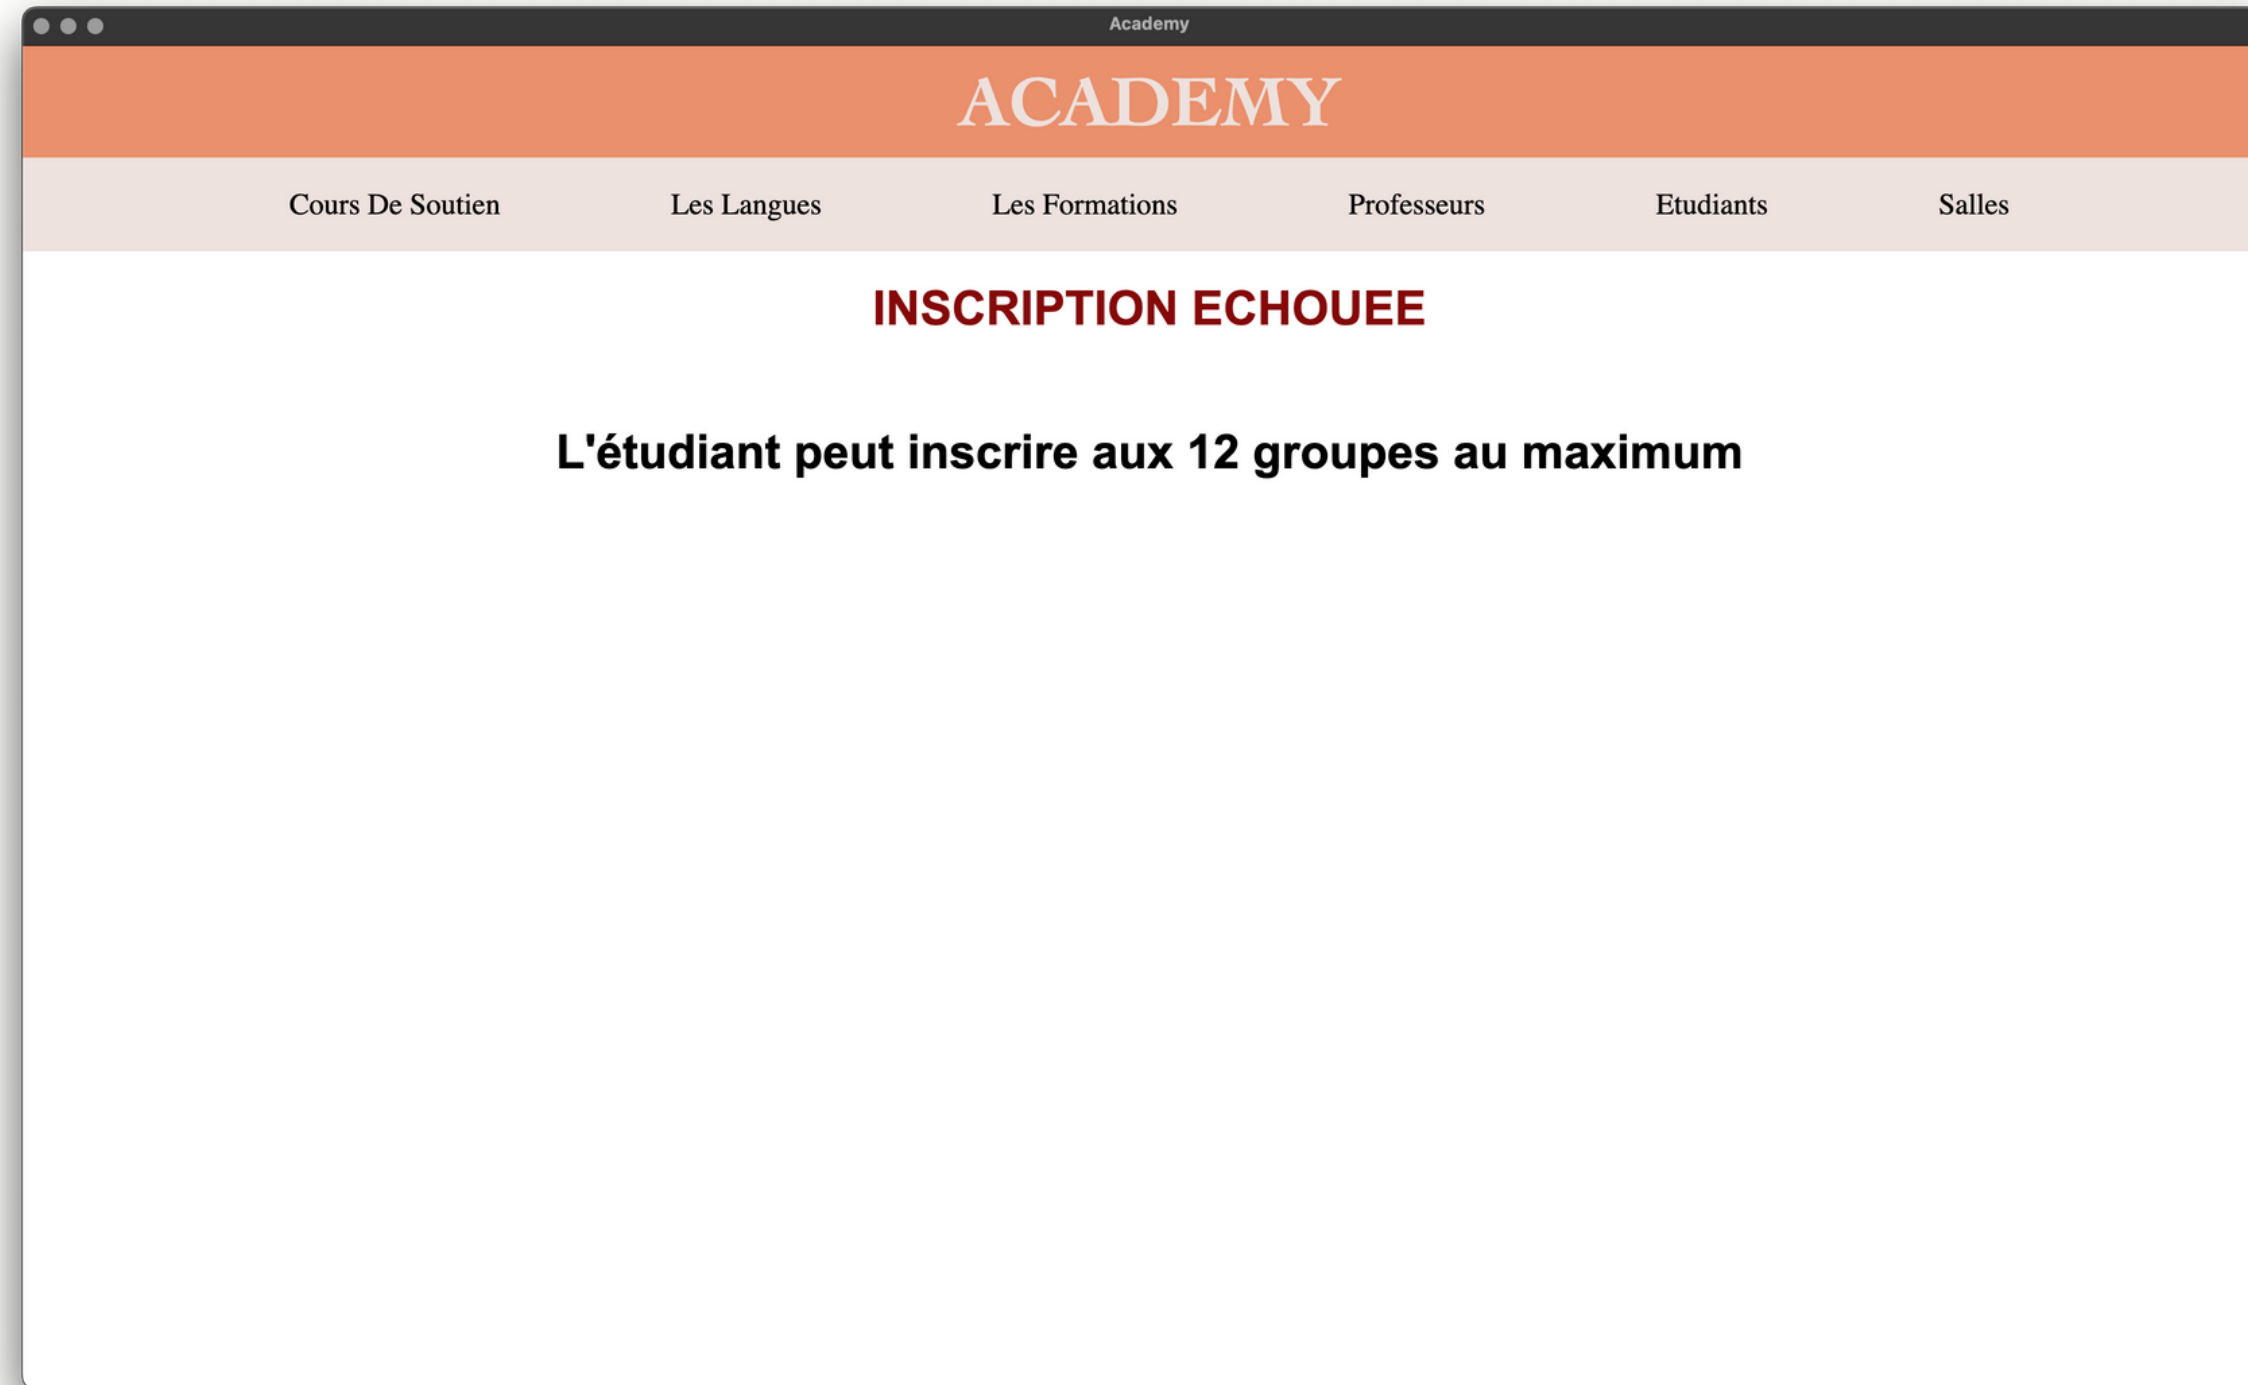 Academy
ACADEMY
Cours De Soutien Les Langues Les Formations Professeurs Etudiants Salles
INSCRIPTION ECHOUEE
L'étudiant peut inscrire aux 12 groupes au maximum